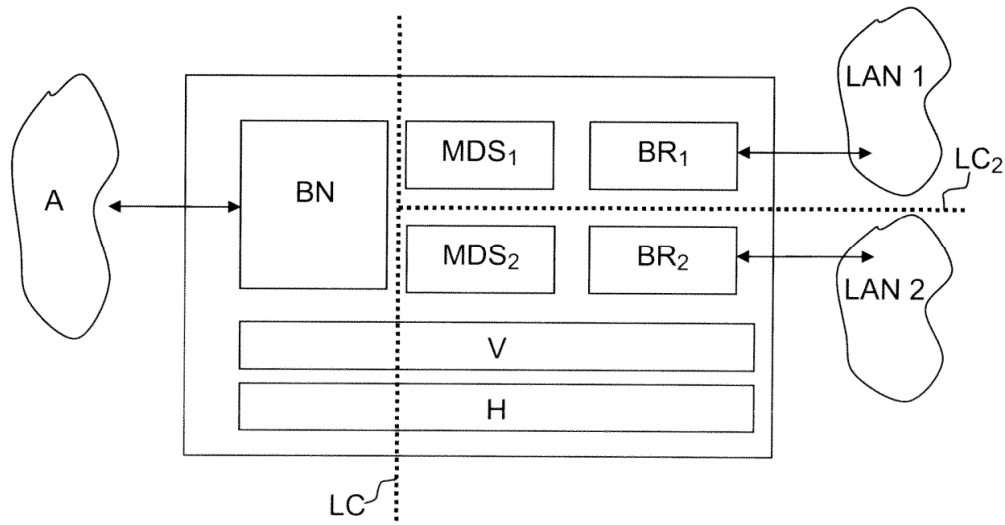 LAN 1
MDS₁
BR₁
LC₂
A
BN
MDS₂
BR₂
LAN 2
V
H
LC